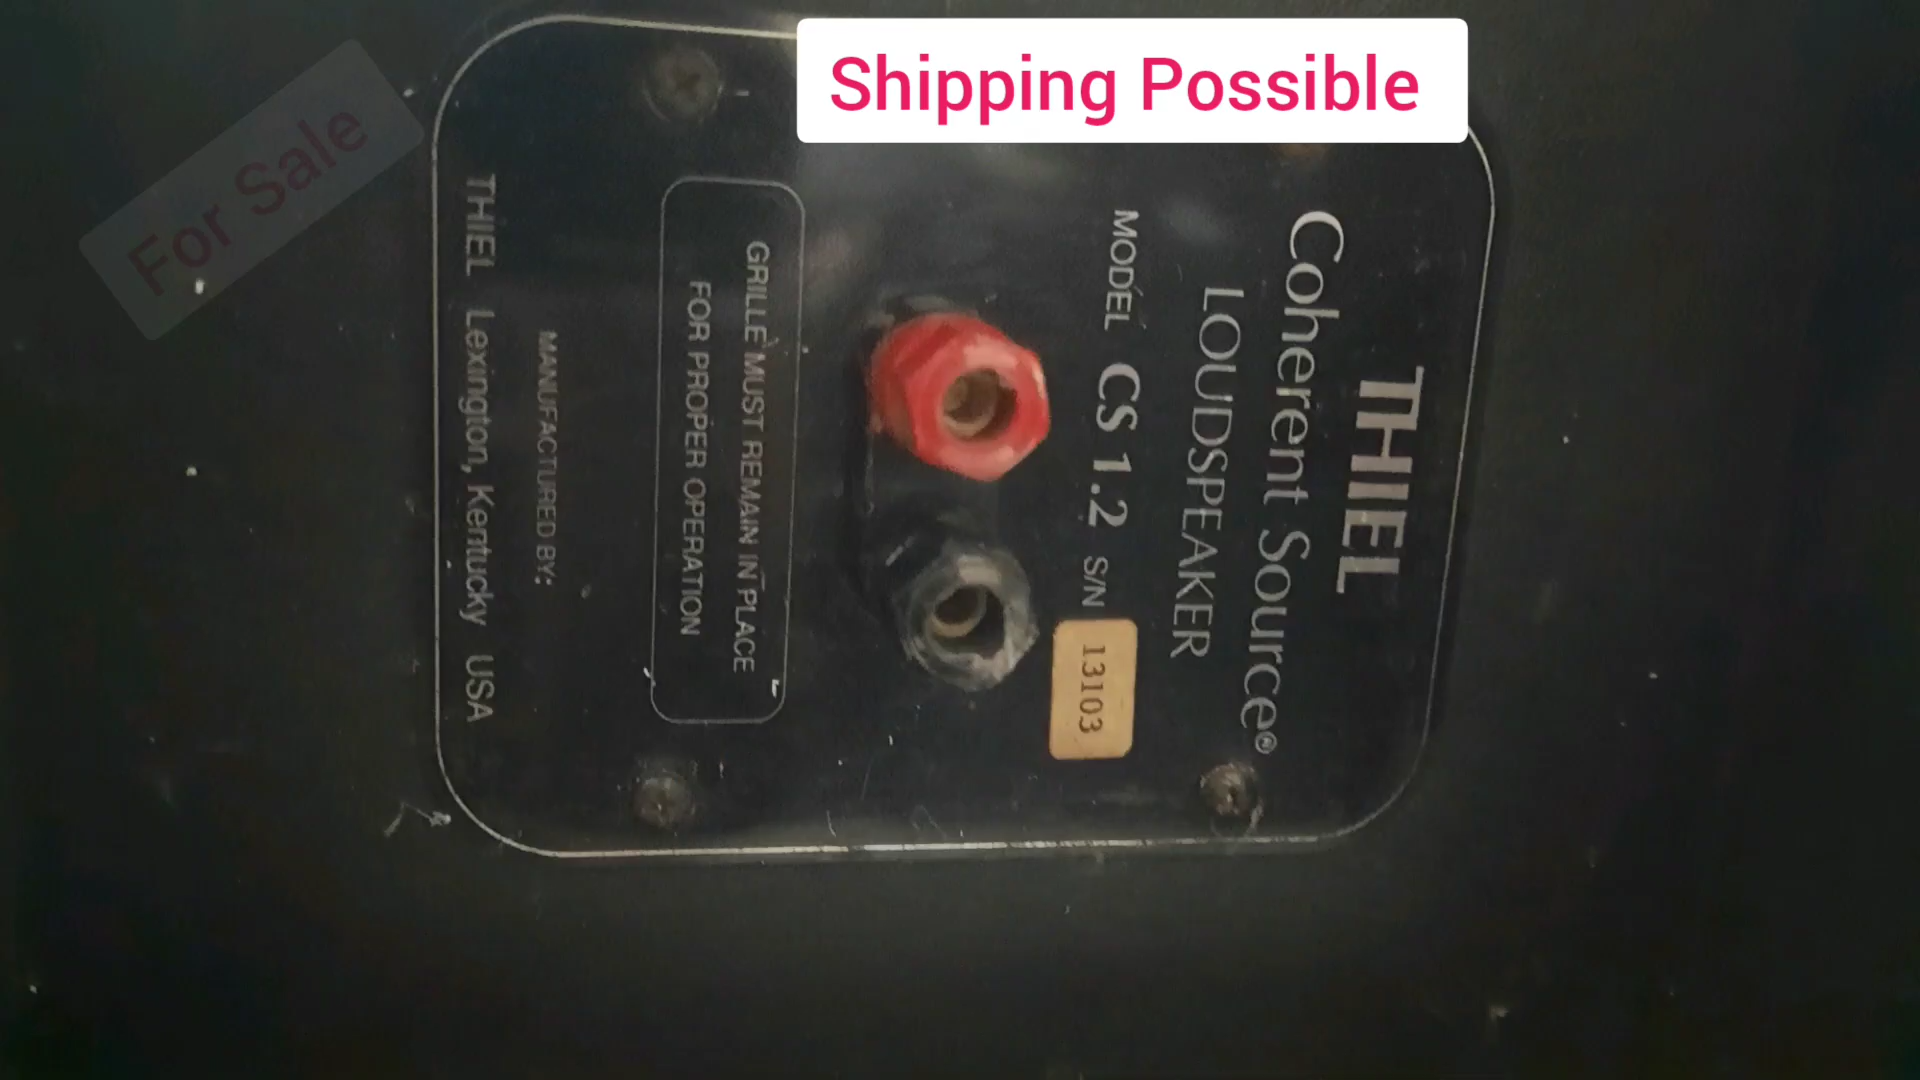 Shipping Possible
For Sale
THIEL
Coherent Source®
LOUDSPEAKER
MODEL CS 1.2 S/N 13103
GRILLE MUST REMAIN IN PLACE
FOR PROPER OPERATION
MANUFACTURED BY:
THIEL Lexington, Kentucky USA